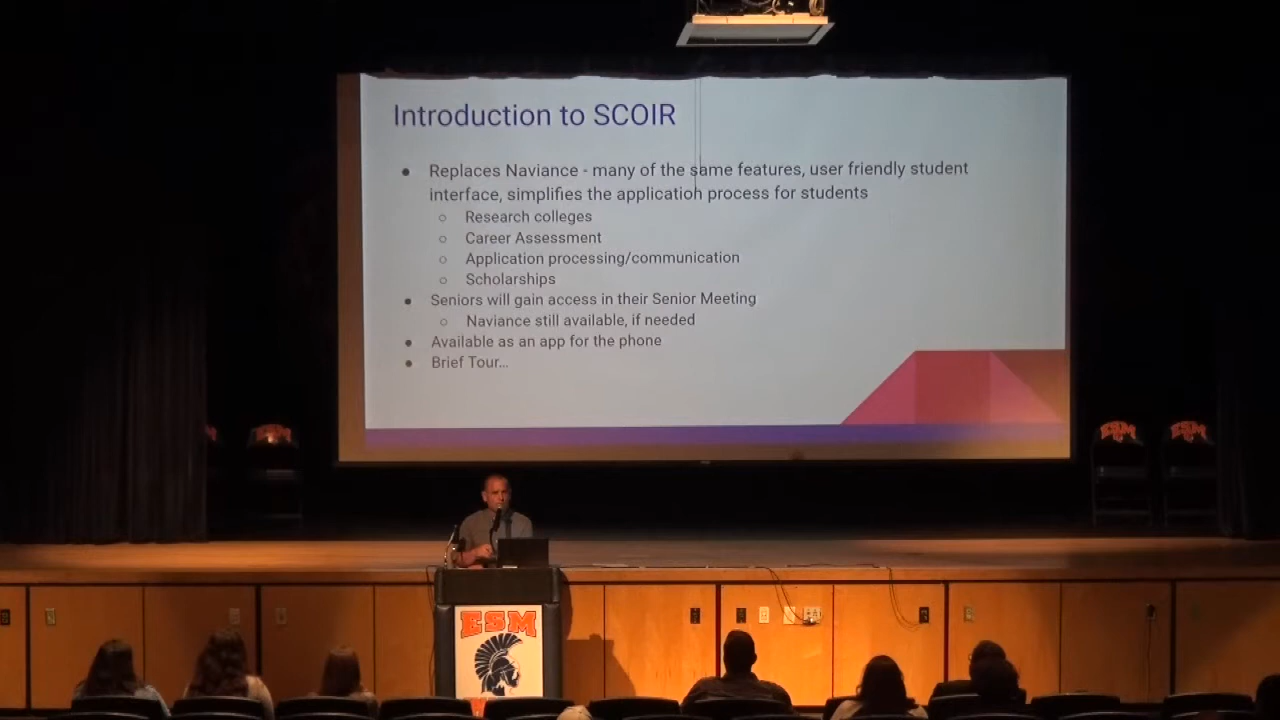 Introduction to SCOIR
● Replaces Naviance - many of the same features, user friendly student
interface, simplifies the application process for students
○ Research colleges
○ Career Assessment
○ Application processing/communication
○ Scholarships
● Seniors will gain access in their Senior Meeting
○ Naviance still available, if needed
● Available as an app for the phone
● Brief Tour...
ESM
ESM
ESM